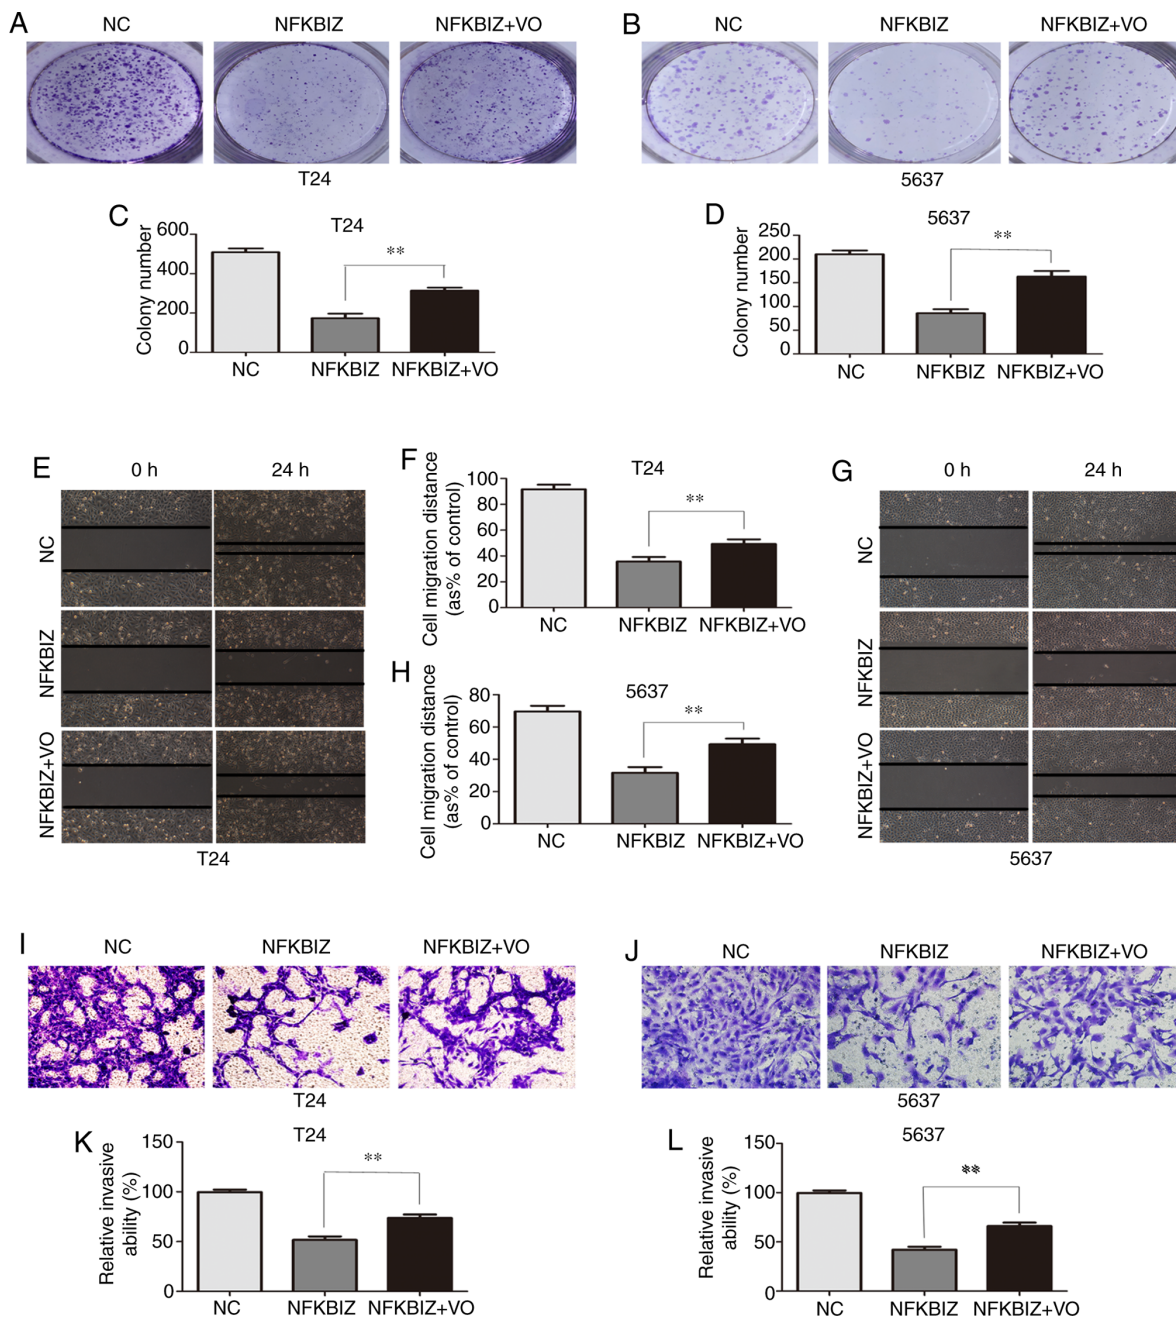 A NC NFKBIZ NFKBIZ+VO
T24
B NC NFKBIZ NFKBIZ+VO
5637
C T24
Colony number
600
400
200
0
**
NC NFKBIZ NFKBIZ+VO
D 5637
Colony number
250
200
150
100
50
0
**
NC NFKBIZ NFKBIZ+VO
E 0 h 24 h
NC
NFKBIZ
NFKBIZ+VO
T24
F T24
Cell migration distance
(as% of control)
100
80
60
40
20
0
**
NC NFKBIZ NFKBIZ+VO
G 0 h 24 h
NC
NFKBIZ
NFKBIZ+VO
5637
H 5637
Cell migration distance
(as% of control)
80
60
40
20
0
**
NC NFKBIZ NFKBIZ+VO
I NC NFKBIZ NFKBIZ+VO
T24
J NC NFKBIZ NFKBIZ+VO
5637
K T24
Relative invasive
ability (%)
150
100
50
0
**
NC NFKBIZ NFKBIZ+VO
L 5637
Relative invasive
ability (%)
150
100
50
0
**
NC NFKBIZ NFKBIZ+VO